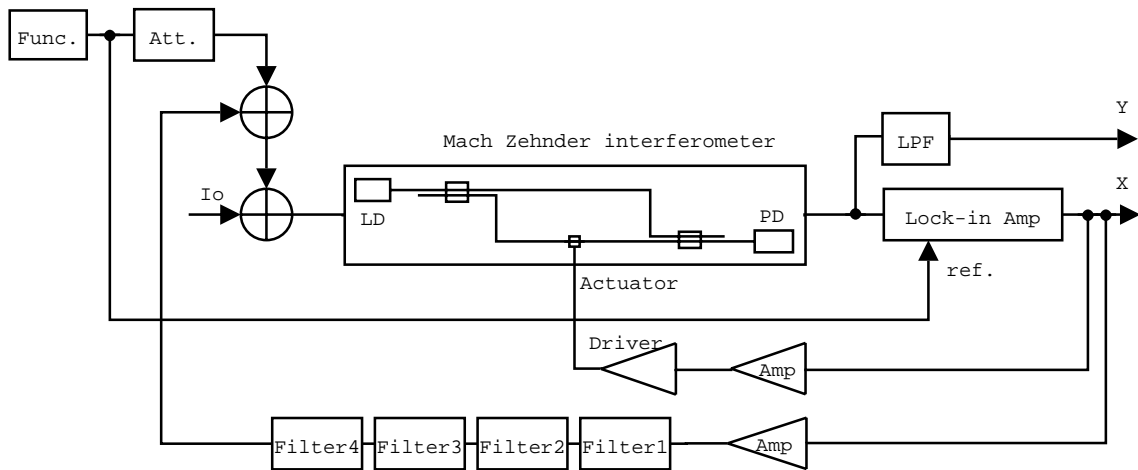 Func.
Att.
Y
Mach Zehnder interferometer
LPF
X
Io
LD
PD
Lock-in Amp
ref.
Actuator
Driver
Amp
Filter4
Filter3
Filter2
Filter1
Amp